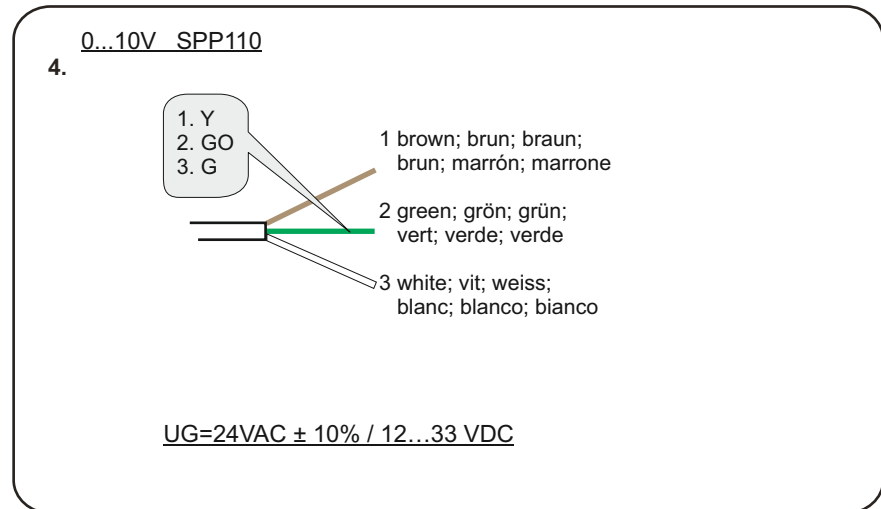 0...10V SPP110
4.
1. Y
2. GO
3. G
1 brown; brun; braun;
brun; marrón; marrone
2 green; grön; grün;
vert; verde; verde
3 white; vit; weiss;
blanc; blanco; bianco
UG=24VAC ± 10% / 12…33 VDC